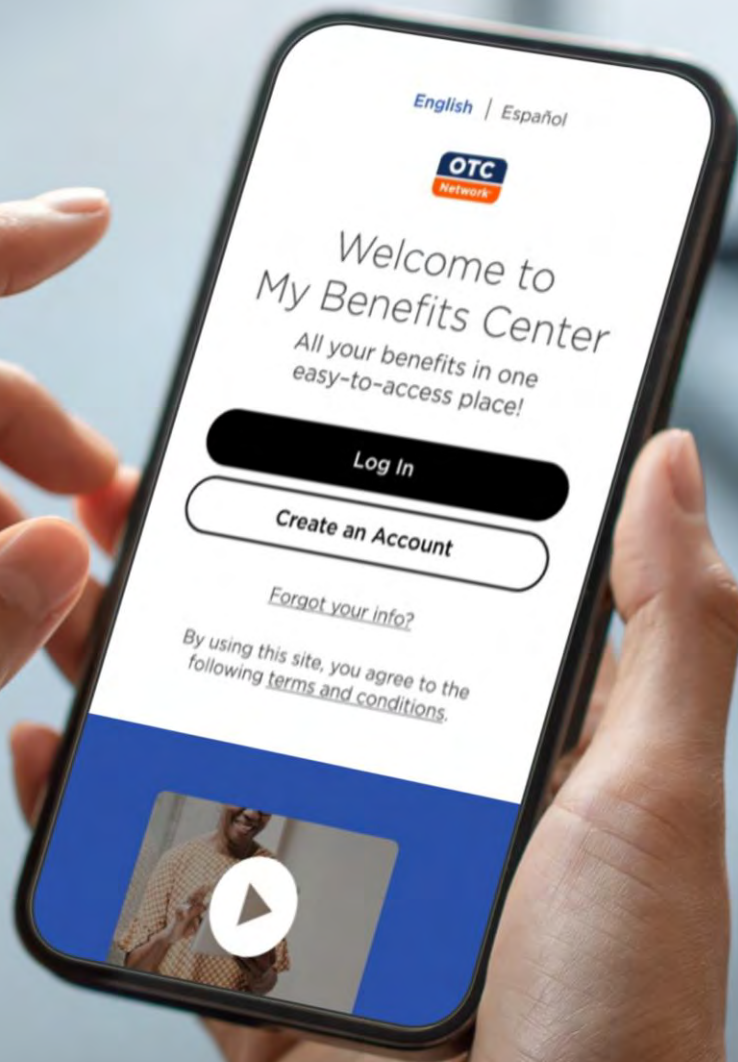 English | Español
OTC
Network
Welcome to
My Benefits Center
All your benefits in one
easy-to-access place!
Log In
Create an Account
Forgot your info?
By using this site, you agree to the
following terms and conditions.